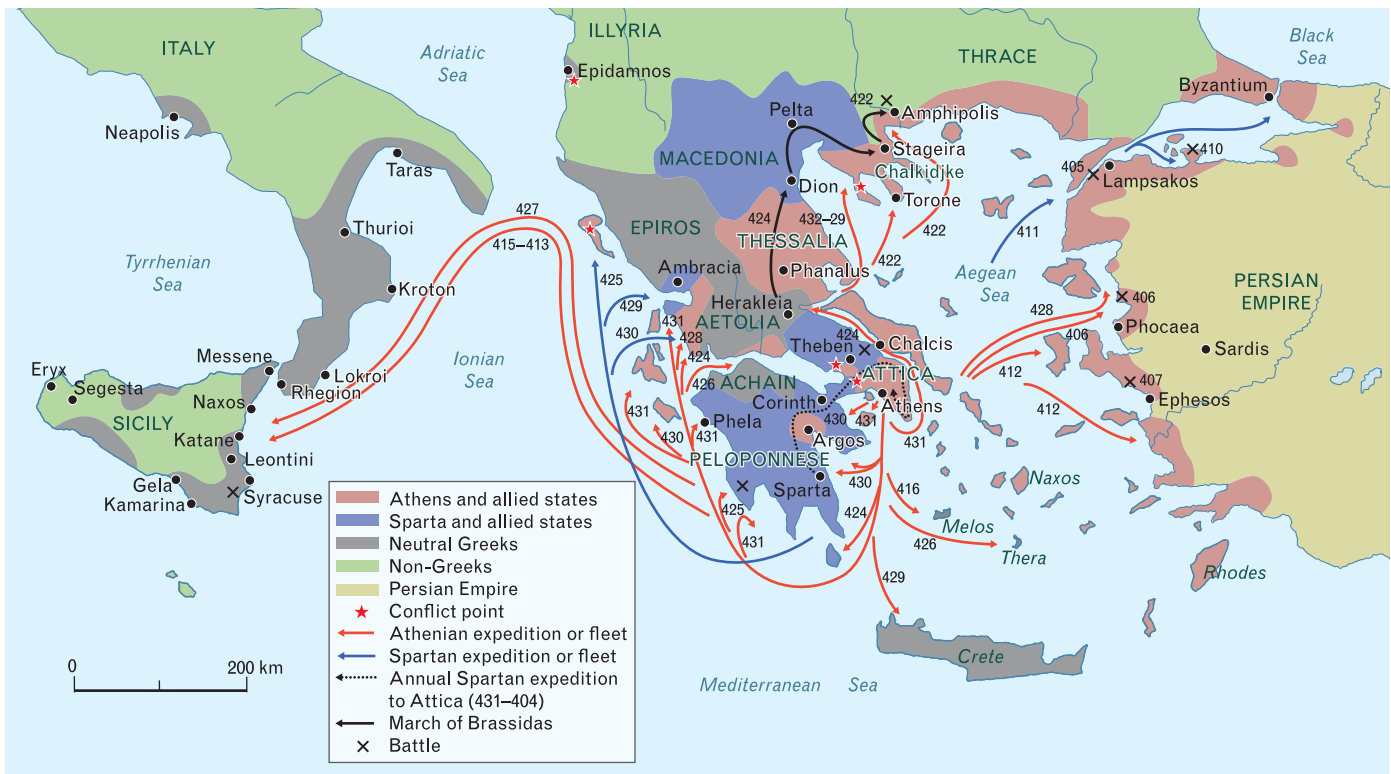 ITALY
Adriatic
Sea
ILLYRIA
THRACE
Black
Sea
Epidamnos
Byzantium
Neapolis
Pelta
422
Amphipolis
Taras
MACEDONIA
Stageira
Chalkidjke
405
410
Lampsakos
Dion
Torone
427
415–413
Thurioi
EPIROS
424
432–29
THESSALIA
422
411
Tyrrhenian
Sea
Ambracia
Phanalus
422
Aegean
Sea
PERSIAN
EMPIRE
425
Kroton
429
Herakleia
428
406
431
AETOLIA
430
428
424
Chalcis
406
Phocaea
Messene
Ionian
Sea
424
Theben
Sardis
Eryx
Segesta
Lokroi
Rhegion
426
ACHAIN
ATTICA
412
407
Naxos
Corinth
Athens
412
Ephesos
SICILY
431
430
431
Phela
430
431
Argos
431
Katane
Leontini
PELOPONNESE
Gela
Kamarina
Syracuse
Sparta
430
416
Naxos
425
424
Melos
431
426
Thera
Rhodes
429
Crete
Mediterranean Sea
0 200 km
Athens and allied states
Sparta and allied states
Neutral Greeks
Non-Greeks
Persian Empire
Conflict point
Athenian expedition or fleet
Spartan expedition or fleet
Annual Spartan expedition
to Attica (431–404)
March of Brassidas
Battle